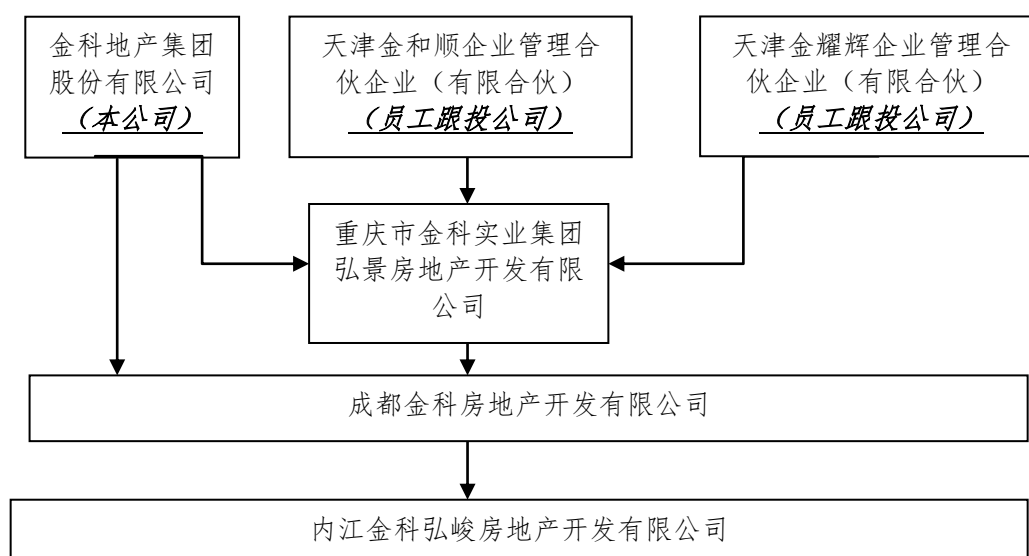 金科地产集团
股份有限公司
（本公司）
天津金和顺企业管理合
伙企业（有限合伙）
（员工跟投公司）
天津金耀辉企业管理合
伙企业（有限合伙）
（员工跟投公司）
重庆市金科实业集团
弘景房地产开发有限
公司
成都金科房地产开发有限公司
内江金科弘峻房地产开发有限公司